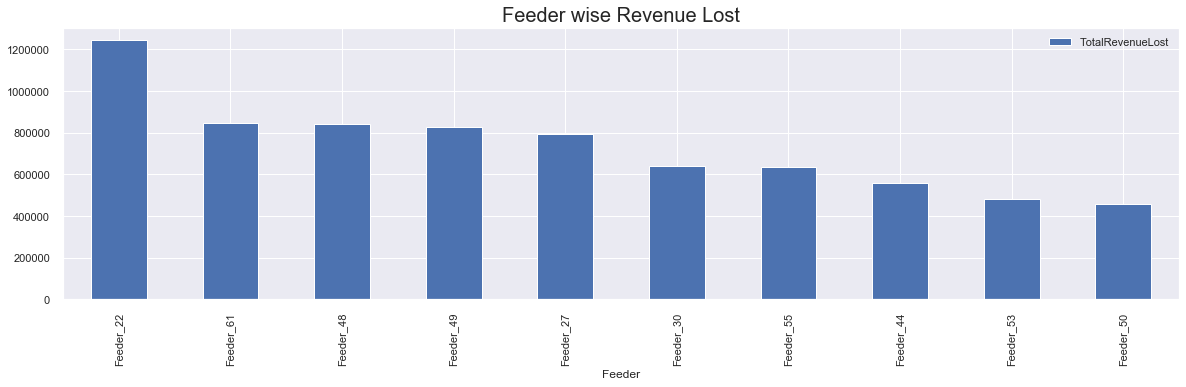 Feeder wise Revenue Lost
TotalRevenueLost
1200000
1000000
800000
600000
400000
200000
0
Feeder_22
Feeder_61
Feeder_48
Feeder_49
Feeder_27
Feeder_30
Feeder_55
Feeder_44
Feeder_53
Feeder_50
Feeder